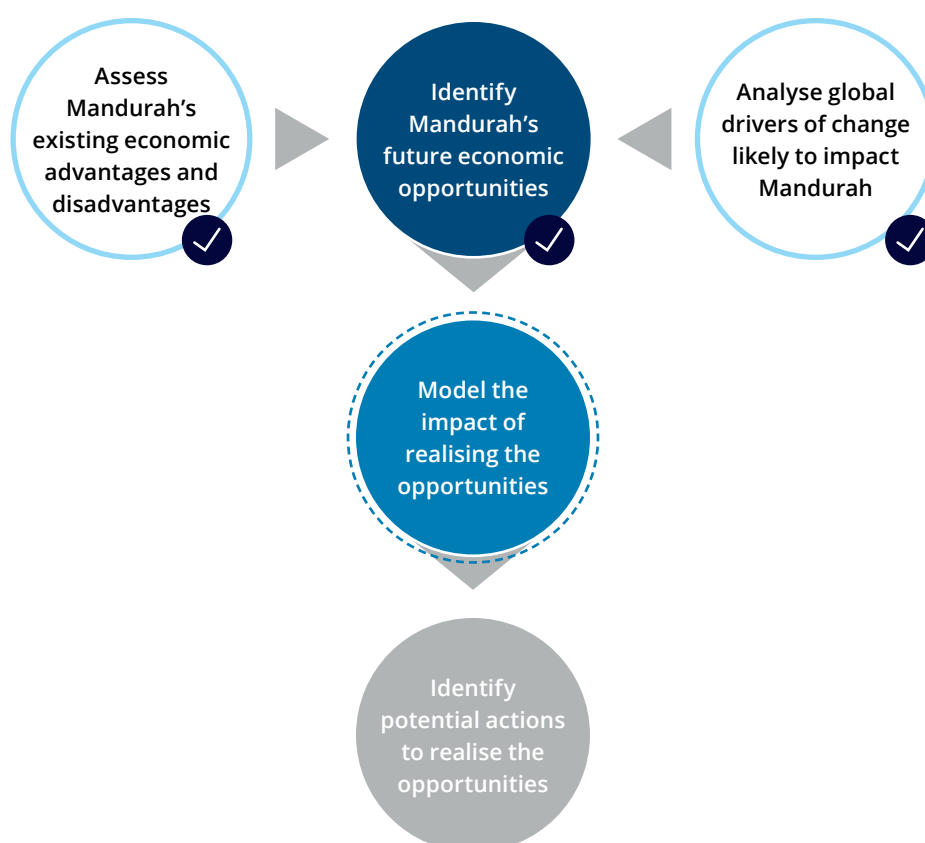 Assess
Mandurah’s
existing economic
advantages and
disadvantages
Identify
Mandurah’s
future economic
opportunities
Analyse global
drivers of change
likely to impact
Mandurah
Model the
impact of
realising the
opportunities
Identify
potential actions
to realise the
opportunities